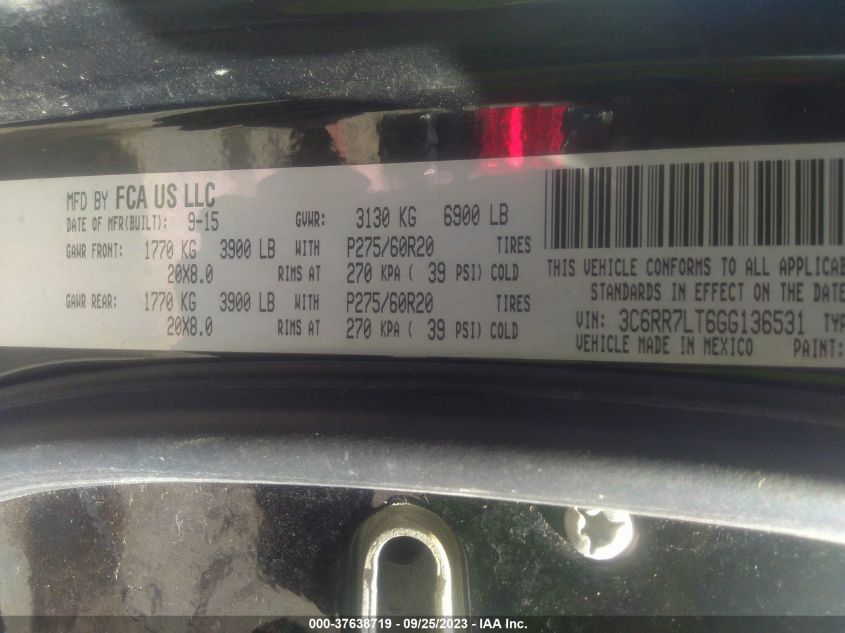 MFD BY FCA US LLC
DATE OF MFR(BUILT): 9-15 GVWR: 3130 KG 6900 LB
GAWR FRONT: 1770 KG 3900 LB WITH P275/60R20 TIRES
20X8.0 RIMS AT 270 KPA ( 39 PSI) COLD
GAWR REAR: 1770 KG 3900 LB WITH P275/60R20 TIRES
20X8.0 RIMS AT 270 KPA ( 39 PSI) COLD
THIS VEHICLE CONFORMS TO ALL APPLICAB
STANDARDS IN EFFECT ON THE DATE
VIN: 3C6RR7LT6GG136531 TYP
VEHICLE MADE IN MEXICO PAINT:
000-37638719 - 09/25/2023 - IAA Inc.